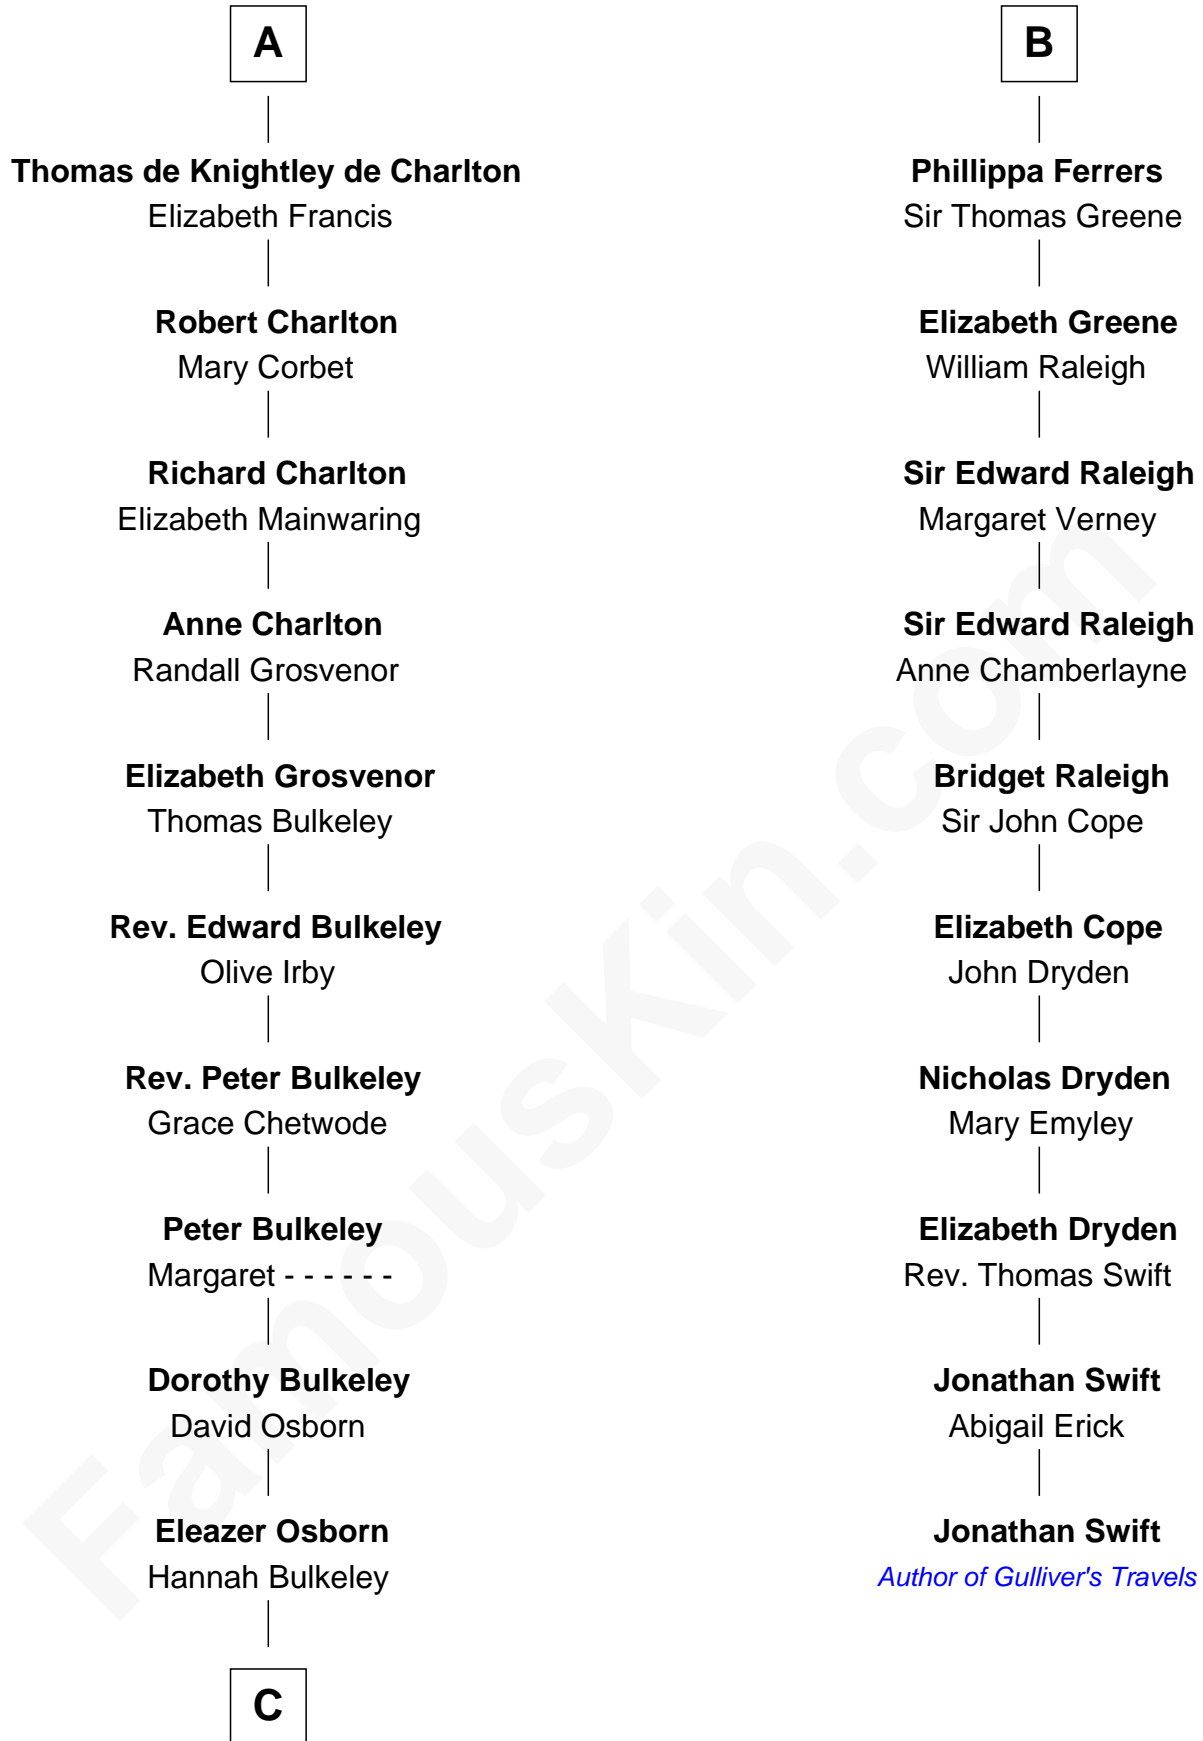 A
Thomas de Knightley de Charlton
Elizabeth Francis
Robert Charlton
Mary Corbet
Richard Charlton
Elizabeth Mainwaring
Anne Charlton
Randall Grosvenor
Elizabeth Grosvenor
Thomas Bulkeley
Rev. Edward Bulkeley
Olive Irby
Rev. Peter Bulkeley
Grace Chetwode
Peter Bulkeley
Margaret - - - - - -
Dorothy Bulkeley
David Osborn
Eleazer Osborn
Hannah Bulkeley
C
B
Phillippa Ferrers
Sir Thomas Greene
Elizabeth Greene
William Raleigh
Sir Edward Raleigh
Margaret Verney
Sir Edward Raleigh
Anne Chamberlayne
Bridget Raleigh
Sir John Cope
Elizabeth Cope
John Dryden
Nicholas Dryden
Mary Emyley
Elizabeth Dryden
Rev. Thomas Swift
Jonathan Swift
Abigail Erick
Jonathan Swift
Author of Gulliver's Travels
FamousKin.com